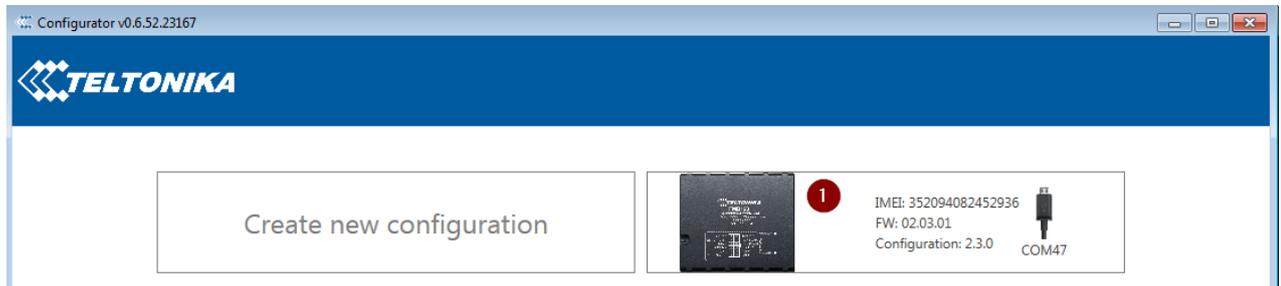 Configurator v0.6.52.23167
TELTONIKA
Create new configuration
TELTONIKA
1
IMEI: 352094082452936
FW: 02.03.01
Configuration: 2.3.0
COM47